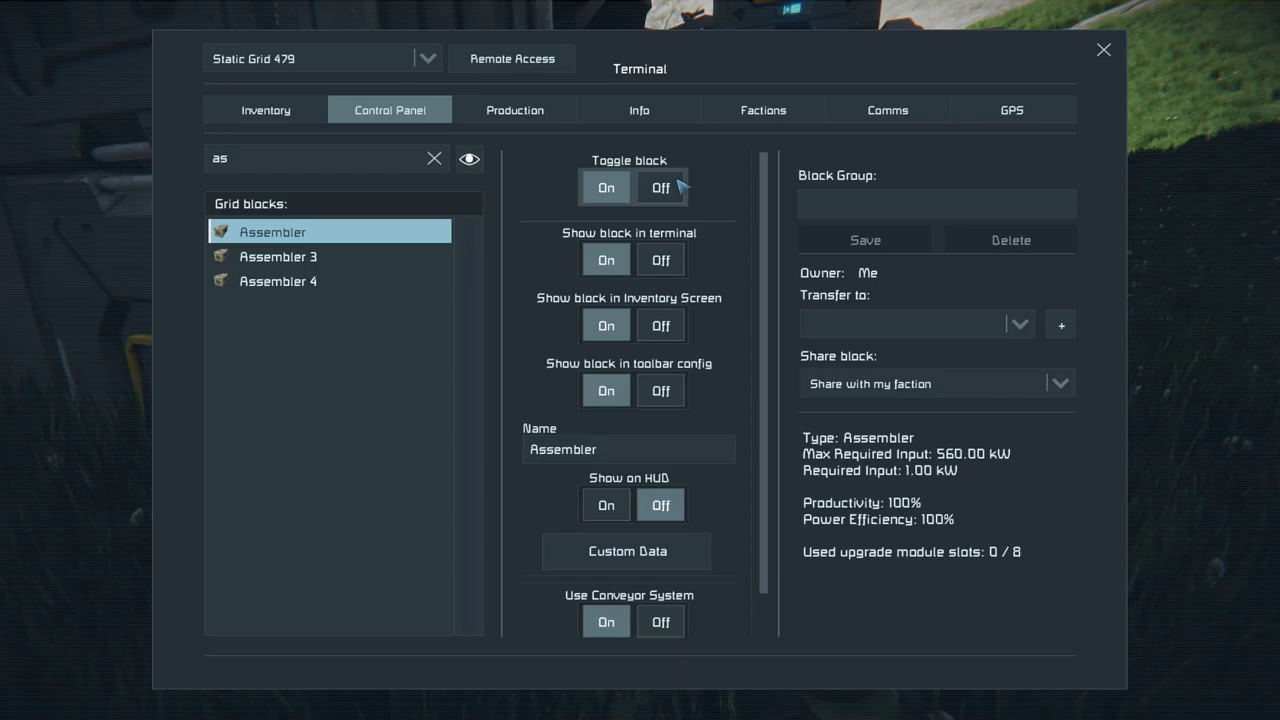 Static Grid 479
Remote Access
Terminal
Inventory
Control Panel
Production
Info
Factions
Comms
GPS
as
Grid blocks:
Assembler
Assembler 3
Assembler 4
Toggle block
On
Off
Show block in terminal
On
Off
Show block in Inventory Screen
On
Off
Show block in toolbar config
On
Off
Name
Assembler
Show on HUD
On
Off
Custom Data
Use Conveyor System
On
Off
Block Group:
Save
Delete
Owner: Me
Transfer to:
+
Share block:
Share with my faction
Type: Assembler
Max Required Input: 560.00 kW
Required Input: 1.00 kW
Productivity: 100%
Power Efficiency: 100%
Used upgrade module slots: 0 / 8